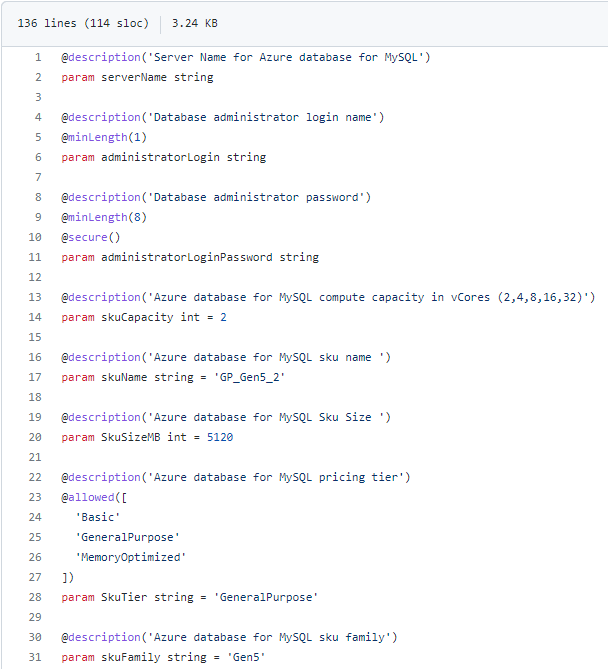 136 lines (114 sloc) 3.24 KB
1 @description('Server Name for Azure database for MySQL')
2 param serverName string
3
4 @description('Database administrator login name')
5 @minLength(1)
6 param administratorLogin string
7
8 @description('Database administrator password')
9 @minLength(8)
10 @secure()
11 param administratorLoginPassword string
12
13 @description('Azure database for MySQL compute capacity in vCores (2,4,8,16,32)')
14 param skuCapacity int = 2
15
16 @description('Azure database for MySQL sku name ')
17 param skuName string = 'GP_Gen5_2'
18
19 @description('Azure database for MySQL Sku Size ')
20 param SkuSizeMB int = 5120
21
22 @description('Azure database for MySQL pricing tier')
23 @allowed([
24   'Basic'
25   'GeneralPurpose'
26   'MemoryOptimized'
27 ])
28 param SkuTier string = 'GeneralPurpose'
29
30 @description('Azure database for MySQL sku family')
31 param skuFamily string = 'Gen5'